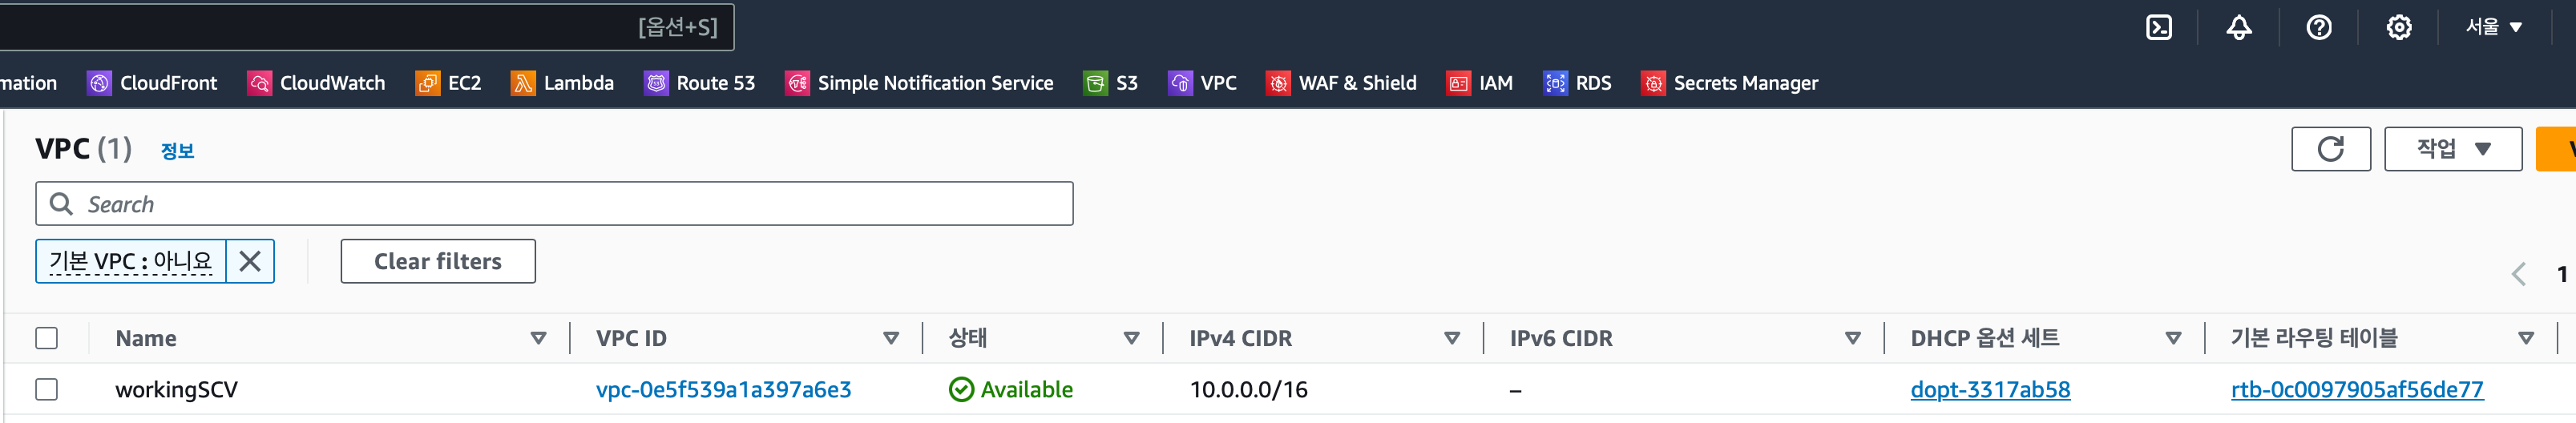 [옵션+S]
서울
mation CloudFront CloudWatch EC2 Lambda Route 53 Simple Notification Service S3 VPC WAF & Shield IAM RDS Secrets Manager
VPC (1) 정보
작업
Search
기본 VPC : 아니요 Clear filters
1
Name VPC ID 상태 IPv4 CIDR IPv6 CIDR DHCP 옵션 세트 기본 라우팅 테이블
workingSCV vpc-0e5f539a1a397a6e3 Available 10.0.0.0/16 – dopt-3317ab58 rtb-0c0097905af56de77